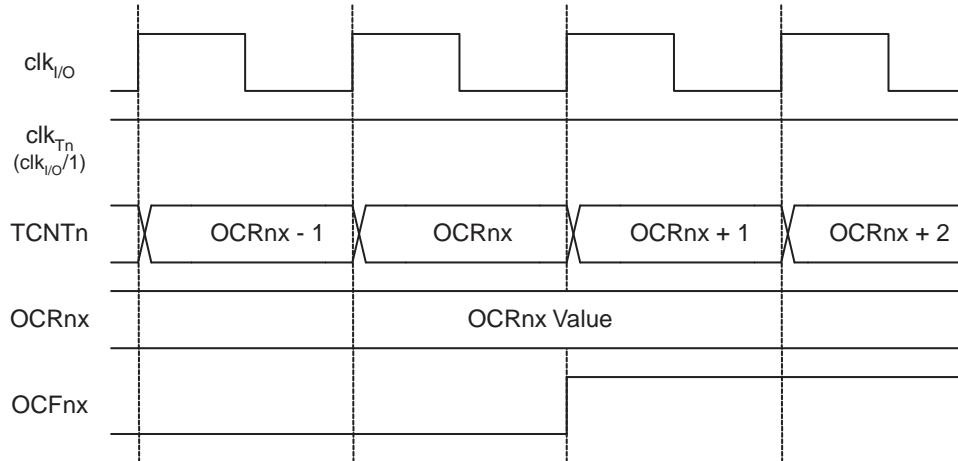 clkI/O
clkTn
(clkI/O/1)
TCNTn
OCRnx - 1
OCRnx
OCRnx + 1
OCRnx + 2
OCRnx
OCRnx Value
OCFnx